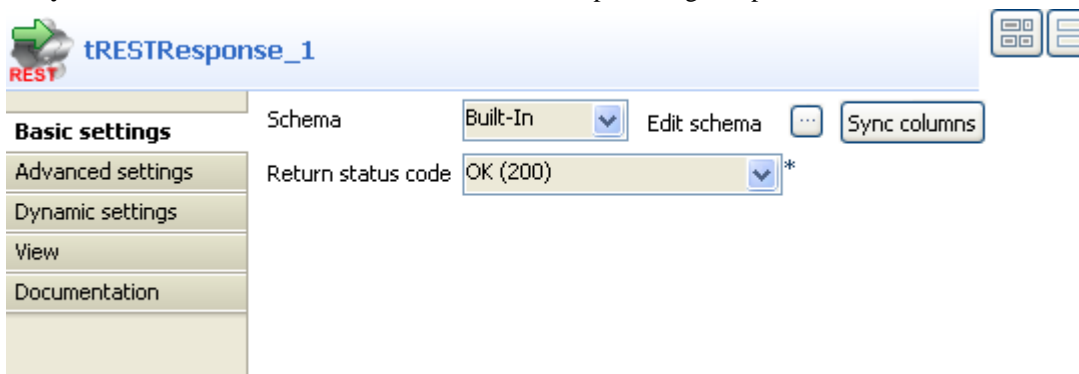 tRESTResponse_1
REST
Basic settings
Advanced settings
Dynamic settings
View
Documentation
Schema Built-In Edit schema ... Sync columns
Return status code OK (200) *